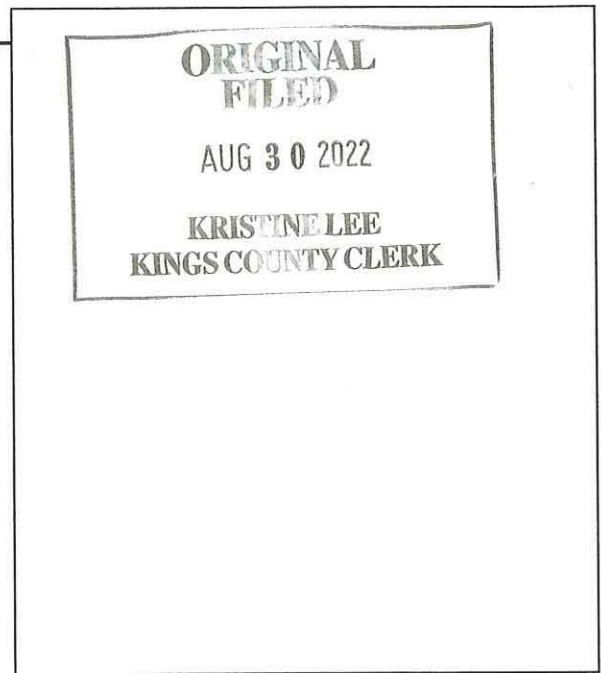 ORIGINAL
FILED
AUG 30 2022
KRISTINE LEE
KINGS COUNTY CLERK